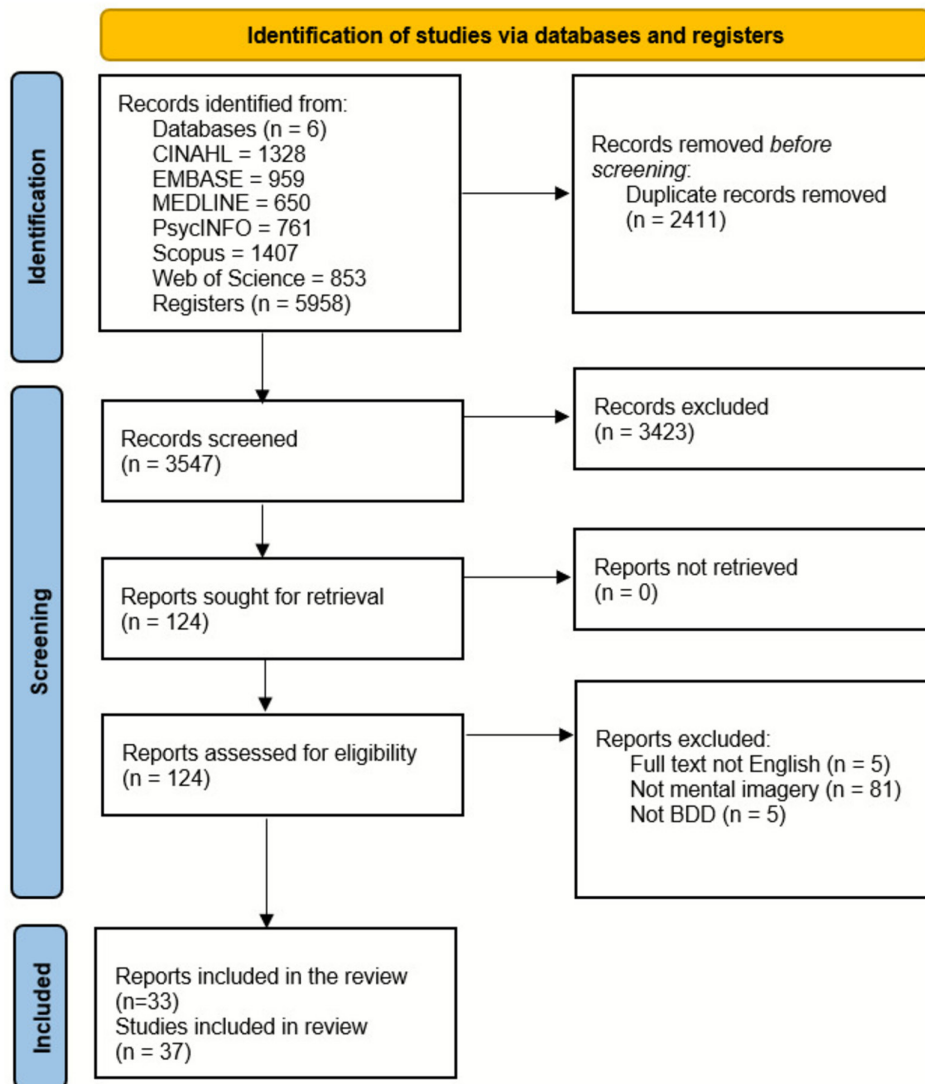 Identification of studies via databases and registers
Identification
Records identified from:
Databases (n = 6)
CINAHL = 1328
EMBASE = 959
MEDLINE = 650
PsycINFO = 761
Scopus = 1407
Web of Science = 853
Registers (n = 5958)
Records removed before
screening:
Duplicate records removed
(n = 2411)
Screening
Records screened
(n = 3547)
Records excluded
(n = 3423)
Reports sought for retrieval
(n = 124)
Reports not retrieved
(n = 0)
Reports assessed for eligibility
(n = 124)
Reports excluded:
Full text not English (n = 5)
Not mental imagery (n = 81)
Not BDD (n = 5)
Included
Reports included in the review
(n=33)
Studies included in review
(n = 37)